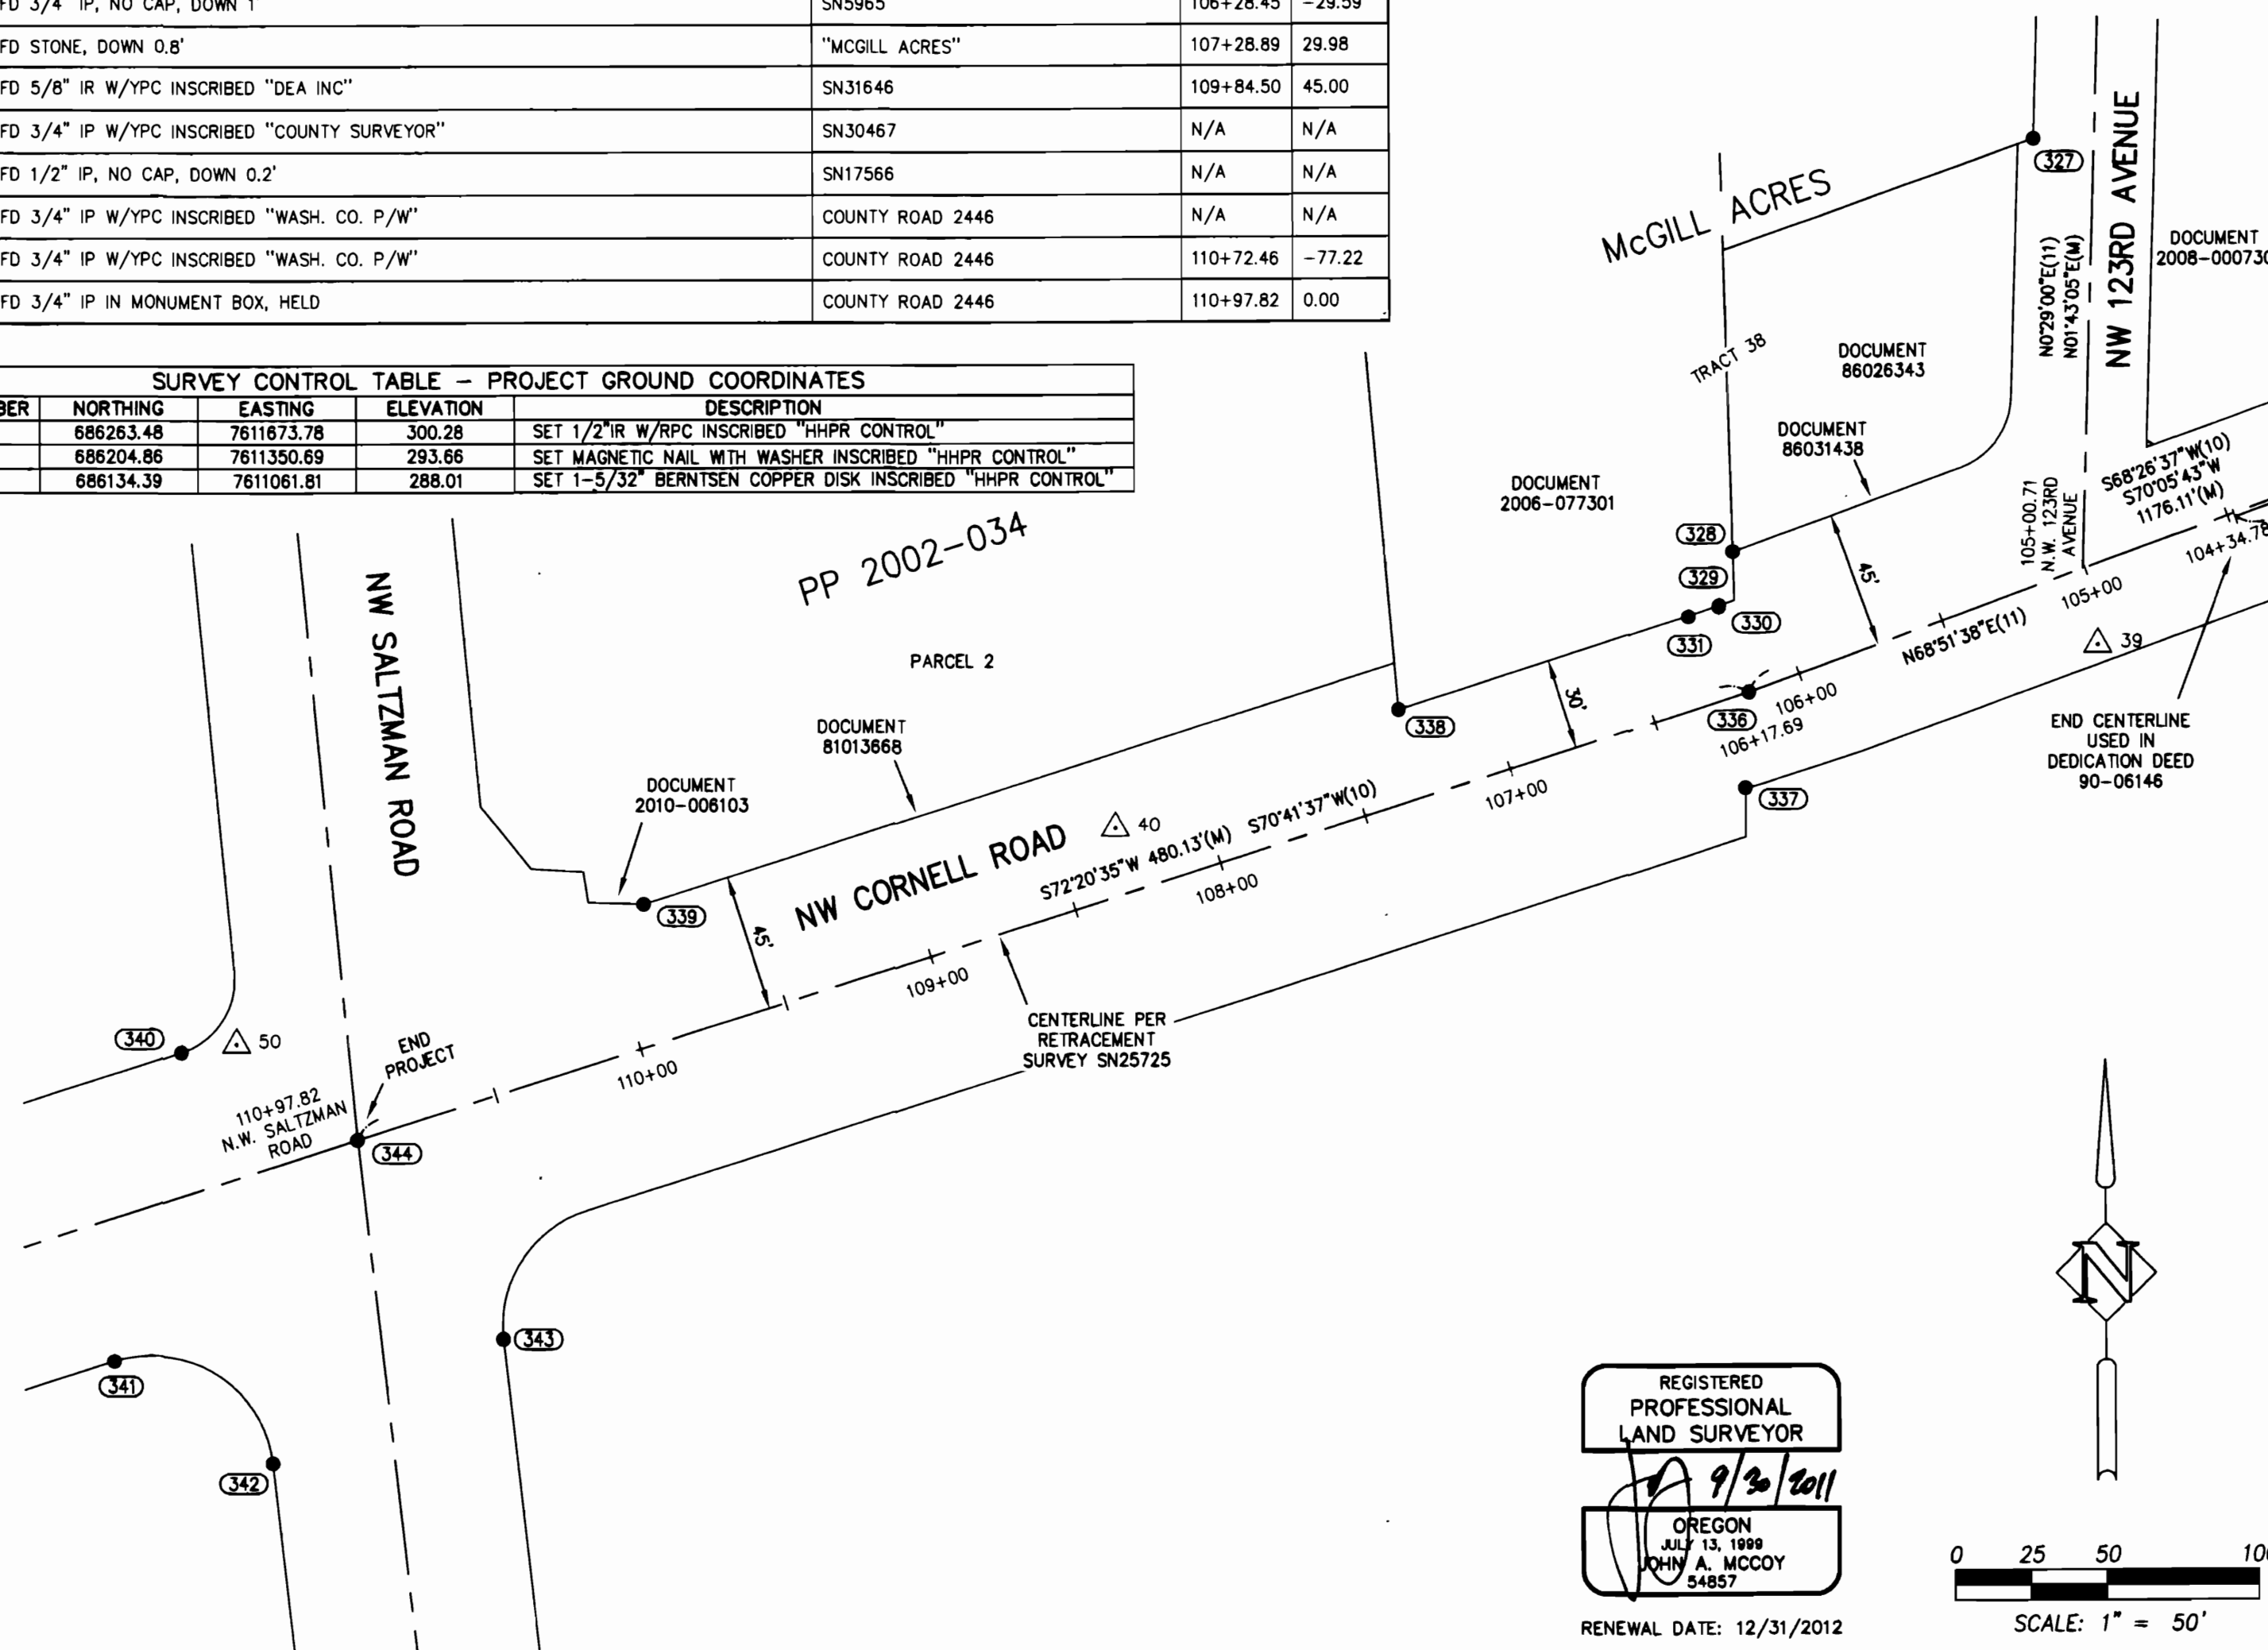 FD 3/4" IP, NO CAP, DOWN 1' SN5965 106+28.45 -29.59
FD STONE, DOWN 0.8' "MCGILL ACRES" 107+28.89 29.98
FD 5/8" IR W/YPC INSCRIBED "DEA INC" SN31646 109+84.50 45.00
FD 3/4" IP W/YPC INSCRIBED "COUNTY SURVEYOR" SN30467 N/A N/A
FD 1/2" IP, NO CAP, DOWN 0.2' SN17566 N/A N/A
FD 3/4" IP W/YPC INSCRIBED "WASH. CO. P/W" COUNTY ROAD 2446 N/A N/A
FD 3/4" IP W/YPC INSCRIBED "WASH. CO. P/W" COUNTY ROAD 2446 110+72.46 -77.22
FD 3/4" IP IN MONUMENT BOX, HELD COUNTY ROAD 2446 110+97.82 0.00
SURVEY CONTROL TABLE - PROJECT GROUND COORDINATES
BER NORTHING EASTING ELEVATION DESCRIPTION
686263.48 7611673.78 300.28 SET 1/2"IR W/RPC INSCRIBED "HHPR CONTROL"
686204.86 7611350.69 293.66 SET MAGNETIC NAIL WITH WASHER INSCRIBED "HHPR CONTROL"
686134.39 7611061.81 288.01 SET 1-5/32" BERNTSEN COPPER DISK INSCRIBED "HHPR CONTROL"
McGILL ACRES
327
NW 123RD AVENUE
N0°29'00"E(11)
N01°43'05"E(M)
DOCUMENT
2008-000730
TRACT 38
DOCUMENT
86026343
DOCUMENT
86031438
DOCUMENT
2006-077301
S68°26'37"W(10)
S70°05'43"W
1176.11'(M)
105+00.71
N.W. 123RD
AVENUE
104+34.78
105+00
328
329
330
331
45'
N68°51'38"E(11)
39
END CENTERLINE
USED IN
DEDICATION DEED
90-06146
336
106+00
106+17.69
337
30'
338
107+00
PP 2002-034
PARCEL 2
DOCUMENT
81013668
DOCUMENT
2010-006103
NW SALTZMAN ROAD
339
45'
NW CORNELL ROAD
40
S72°20'35"W 480.13'(M) S70°41'37"W(10)
108+00
109+00
CENTERLINE PER
RETRACEMENT
SURVEY SN25725
110+00
340
50
END
PROJECT
110+97.82
N.W. SALTZMAN
ROAD
344
343
341
342
N
REGISTERED
PROFESSIONAL
LAND SURVEYOR
9/30/2011
OREGON
JULY 13, 1999
JOHN A. MCCOY
54857
RENEWAL DATE: 12/31/2012
0 25 50
SCALE: 1" = 50'